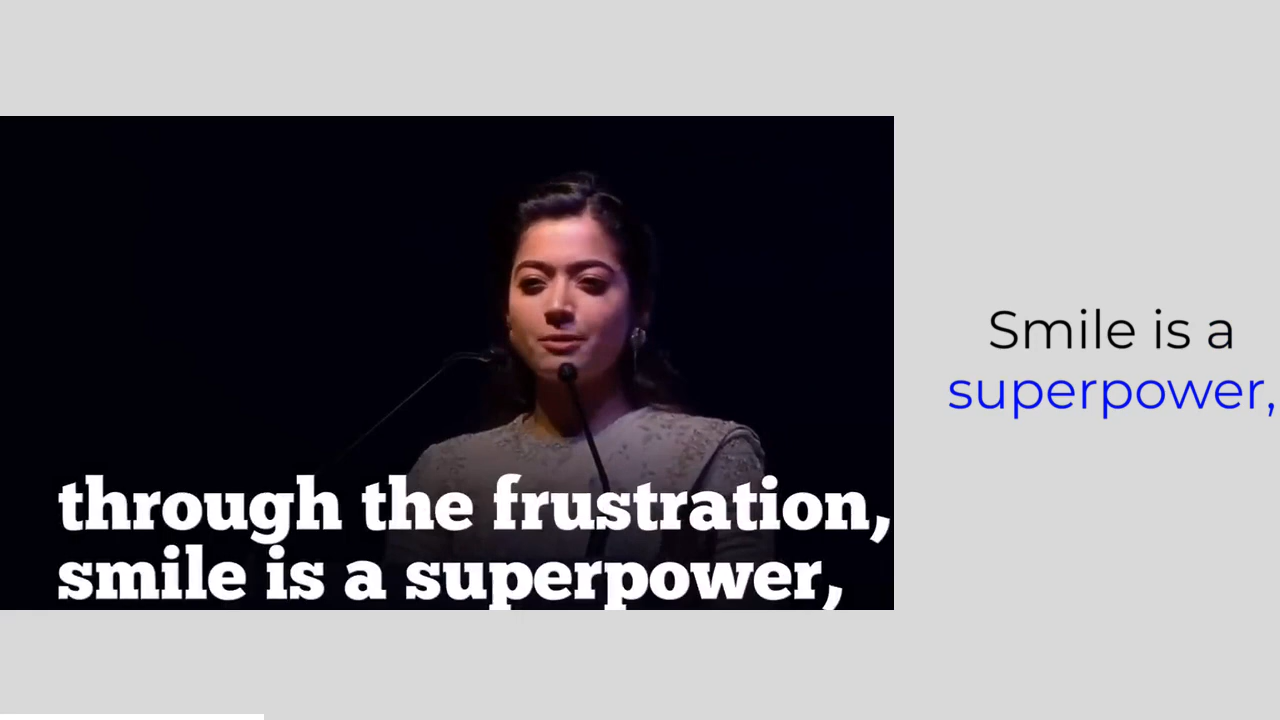 through the frustration,
smile is a superpower,
Smile is a
superpower,